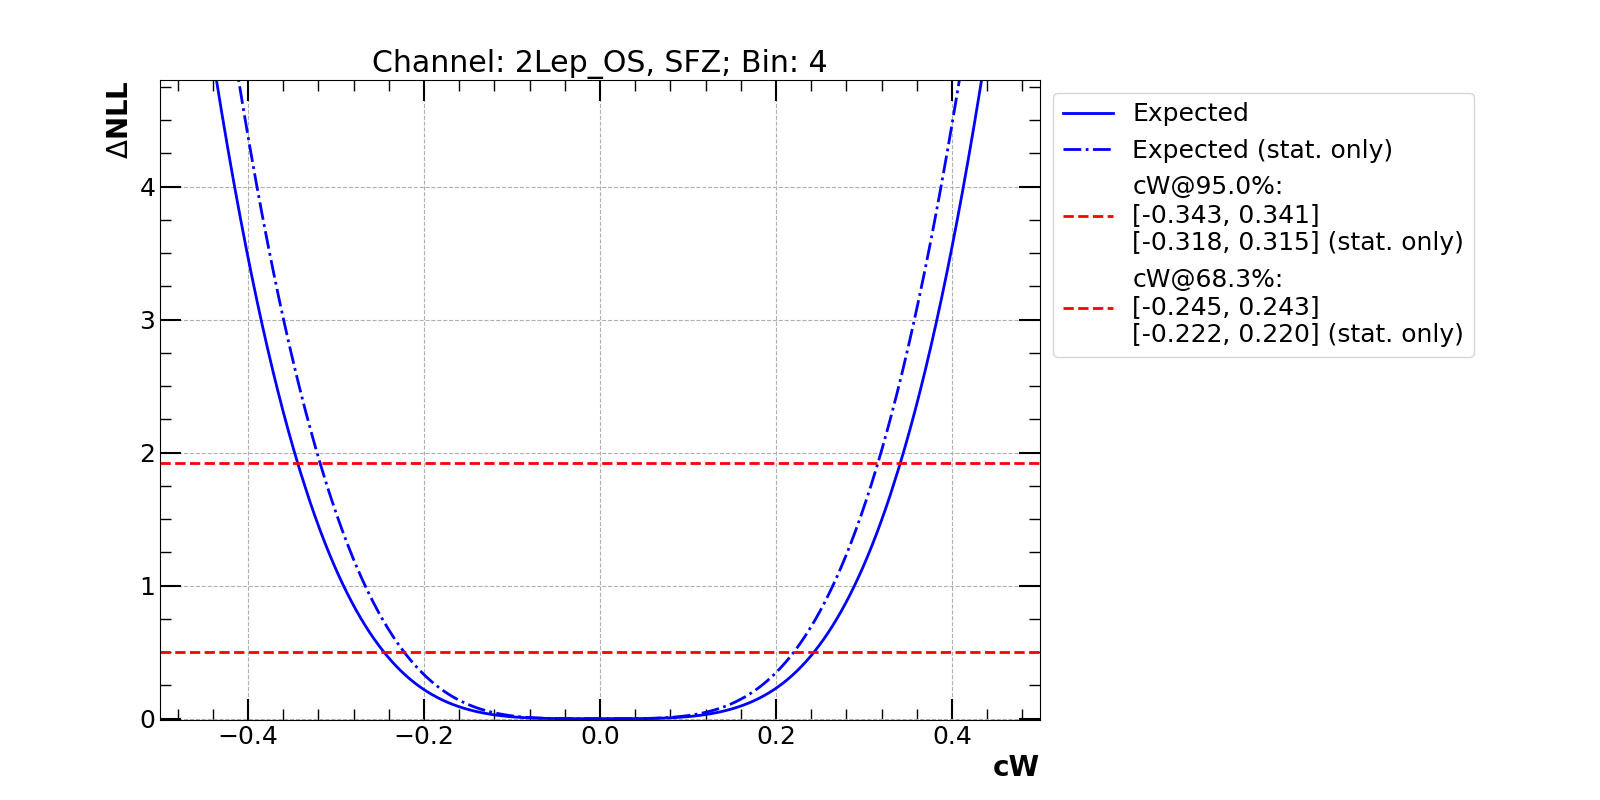 Channel: 2Lep_OS, SFZ; Bin: 4
ΔNLL
4
3
2
1
0
−0.4 −0.2 0.0 0.2 0.4
cW
Expected
Expected (stat. only)
cW@95.0%:
[-0.343, 0.341]
[-0.318, 0.315] (stat. only)
cW@68.3%:
[-0.245, 0.243]
[-0.222, 0.220] (stat. only)